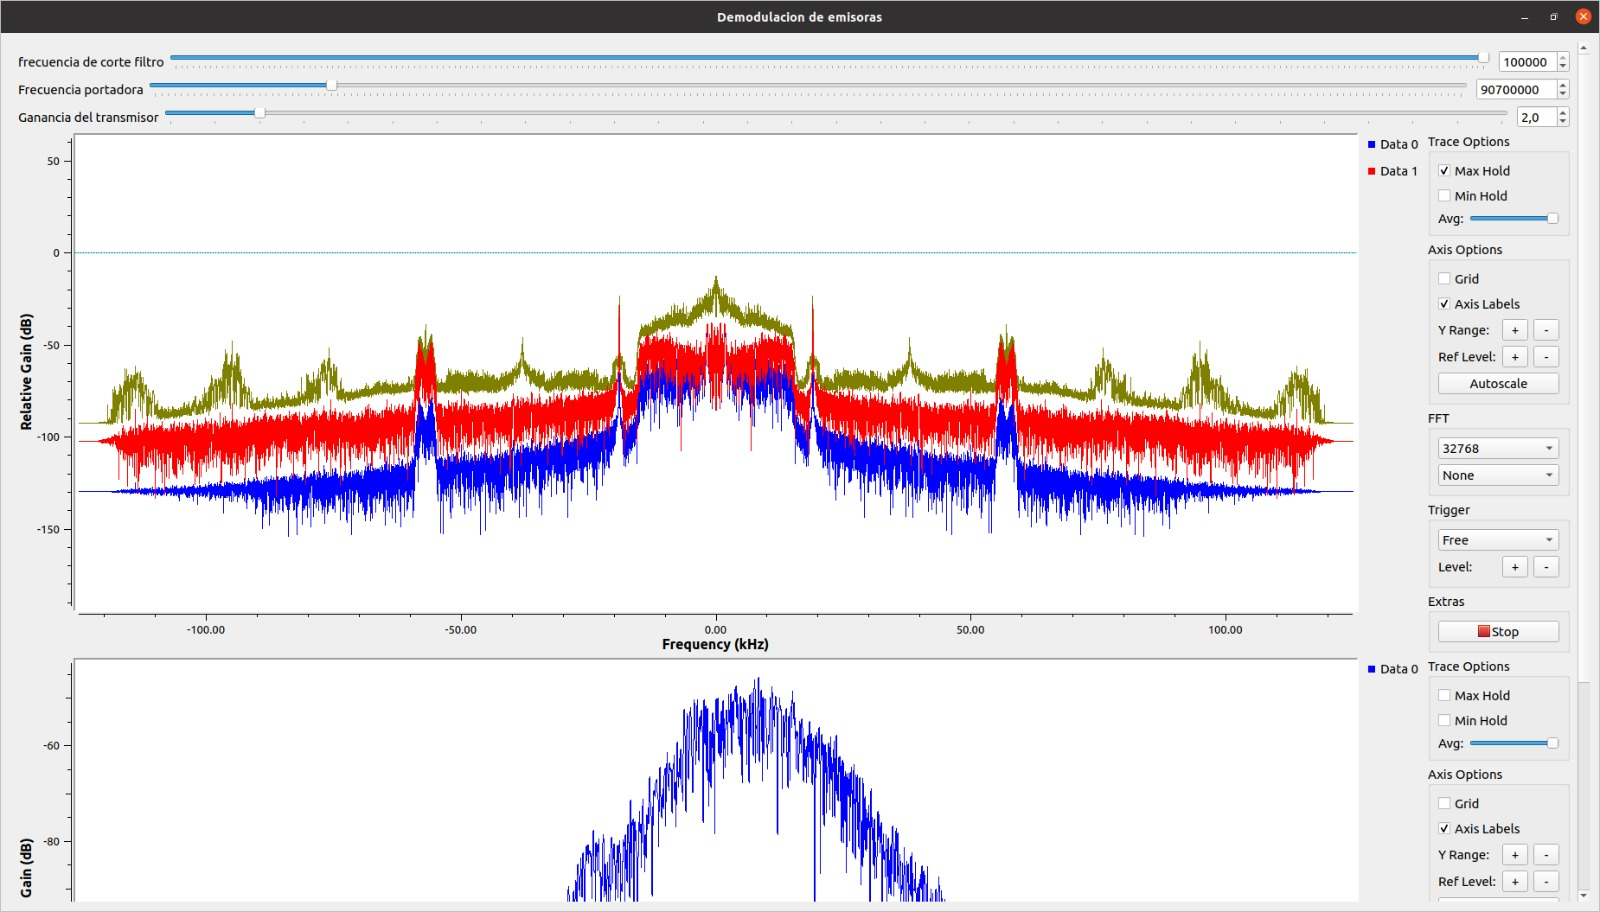 Demodulacion de emisoras
frecuencia de corte filtro
100000
Frecuencia portadora
90700000
Ganancia del transmisor
2,0
50
0
-50
-100
-150
Relative Gain (dB)
-100.00
-50.00
0.00
50.00
100.00
Frequency (kHz)
Data 0
Data 1
Trace Options
Max Hold
Min Hold
Avg:
Axis Options
Grid
Axis Labels
Y Range: + -
Ref Level: + -
Autoscale
FFT
32768
None
Trigger
Free
Level: + -
Extras
Stop
-60
-80
Gain (dB)
Data 0
Trace Options
Max Hold
Min Hold
Avg:
Axis Options
Grid
Axis Labels
Y Range: + -
Ref Level: + -